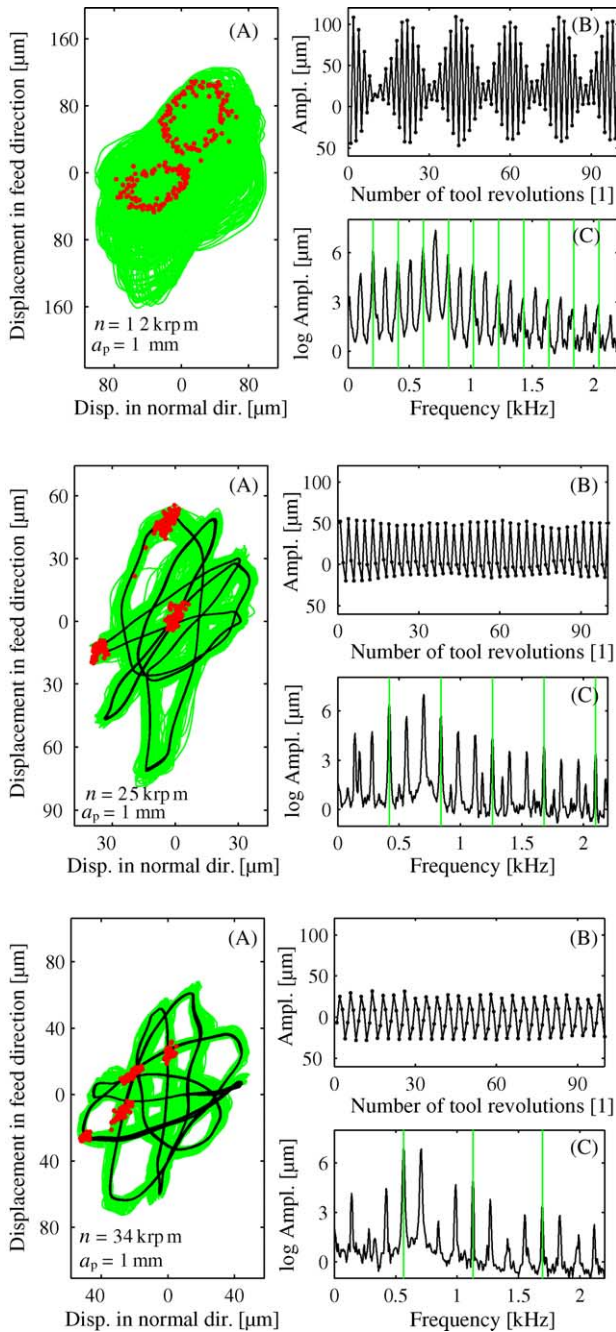 (A)
160
80
0
80
160
Displacement in feed direction [µm]
n = 12 krpm
a_p = 1 mm
80 0 80
Disp. in normal dir. [µm]
(B)
100
50
0
50
Ampl. [µm]
0 30 60 90
Number of tool revolutions [1]
(C)
6
3
0
log Ampl. [µm]
0 0.5 1 1.5 2
Frequency [kHz]
(A)
60
30
0
30
60
90
Displacement in feed direction [µm]
n = 25 krpm
a_p = 1 mm
30 0 30
Disp. in normal dir. [µm]
(B)
100
50
0
50
Ampl. [µm]
0 30 60 90
Number of tool revolutions [1]
(C)
6
3
0
log Ampl. [µm]
0 0.5 1 1.5 2
Frequency [kHz]
(A)
80
40
0
40
80
Displacement in feed direction [µm]
n = 34 krpm
a_p = 1 mm
40 0 40
Disp. in normal dir. [µm]
(B)
100
50
0
50
Ampl. [µm]
0 30 60 90
Number of tool revolutions [1]
(C)
6
3
0
log Ampl. [µm]
0 0.5 1 1.5 2
Frequency [kHz]